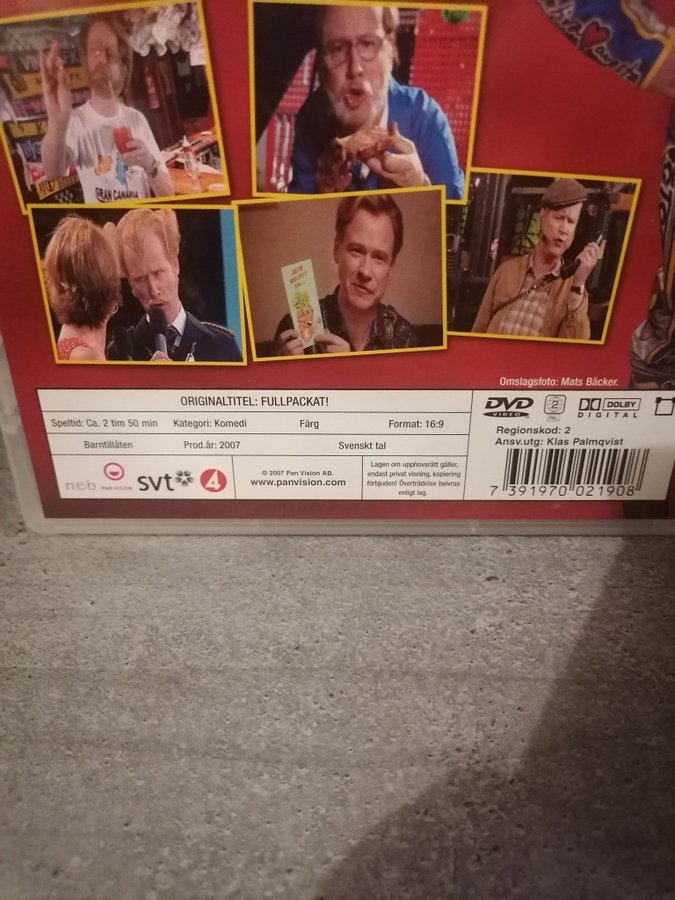 GRAN CANARIA
Omslagsfoto: Mats Bäcker.
ORIGINALTITEL: FULLPACKAT!
Speltid: Ca. 2 tim 50 min
Kategori: Komedi
Färg
Format: 16:9
Barntillåten
Prod.år: 2007
Svenskt tal
ncb
PAN VISION
svt
4
© 2007 Pan Vision AB.
www.panvision.com
Lagen om upphovsrätt gäller,
endast privat visning, kopiering
förbjuden! Överträdelse beivras
enligt lag.
DVD
VIDEO
2
PAL
DOLBY
DIGITAL
Regionskod: 2
Ansv.utg: Klas Palmqvist
7 391970 021908